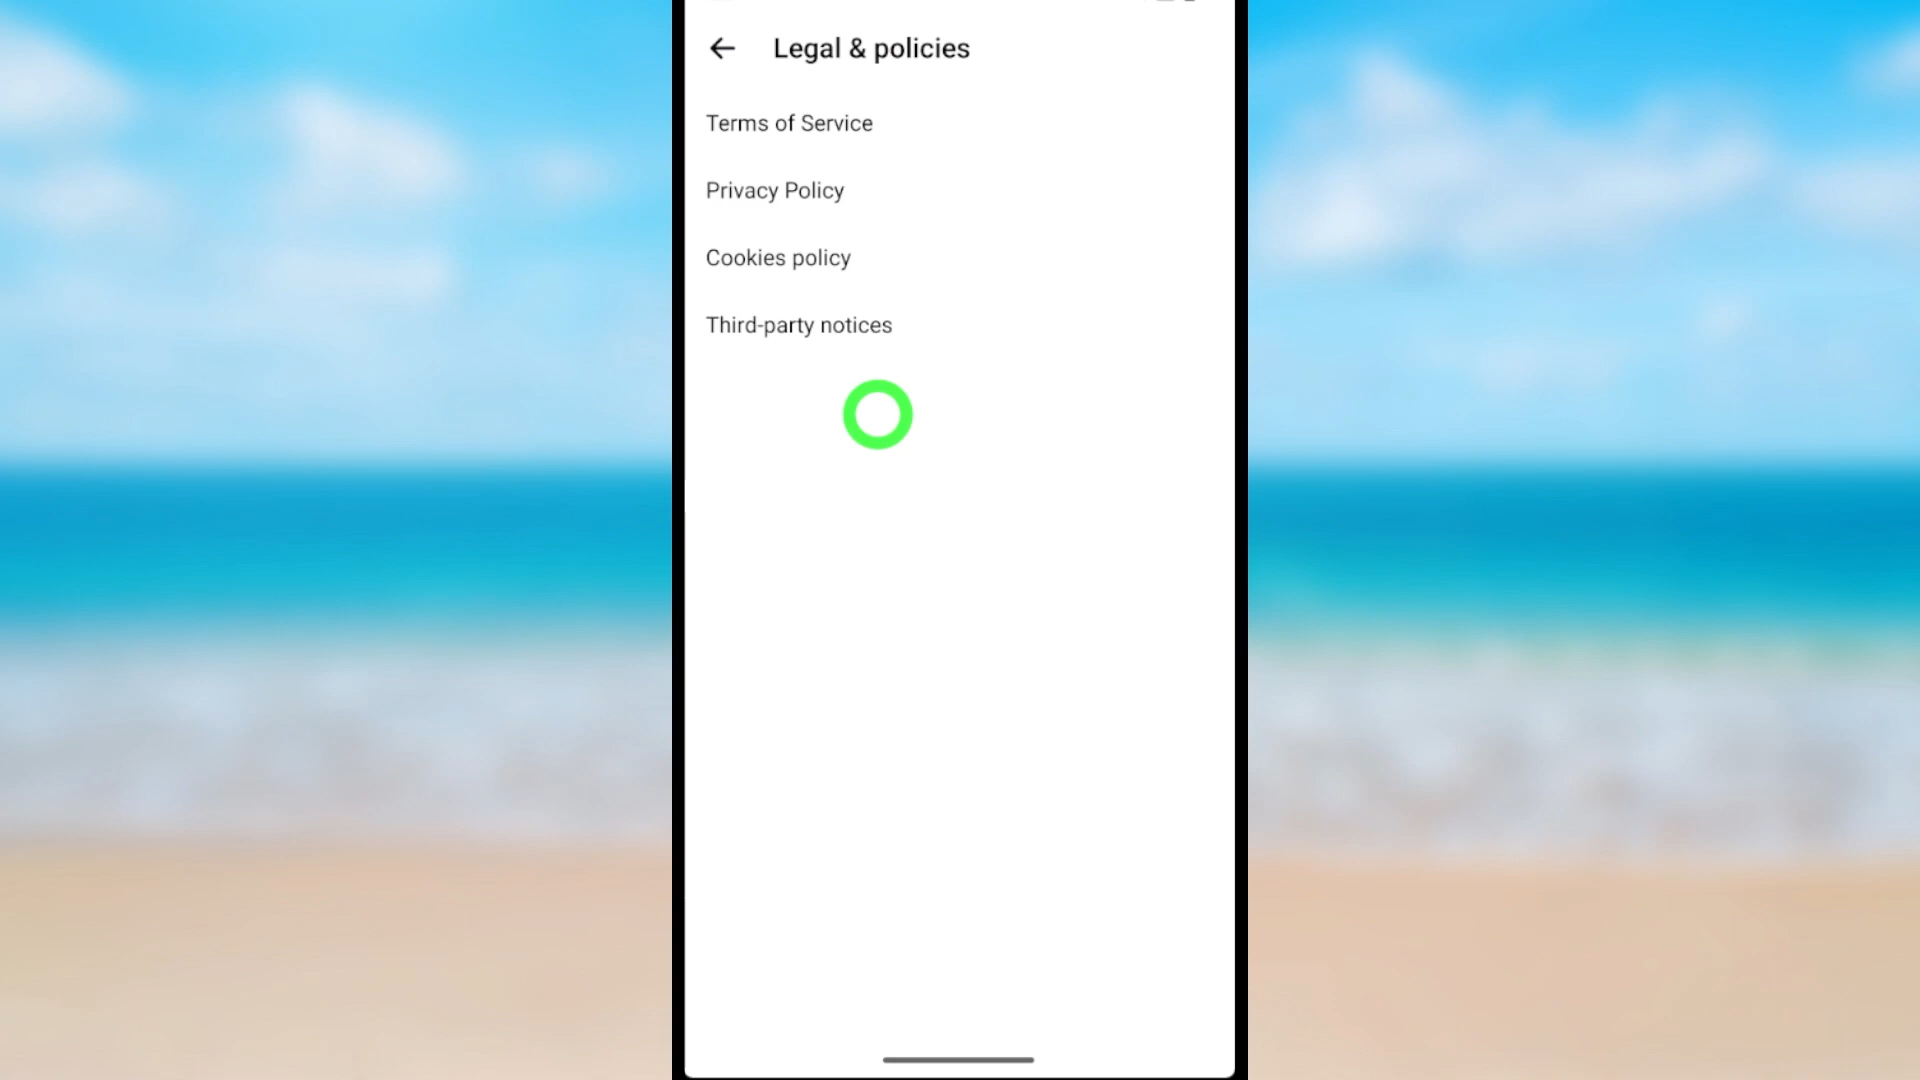 Legal & policies
Terms of Service
Privacy Policy
Cookies policy
Third-party notices